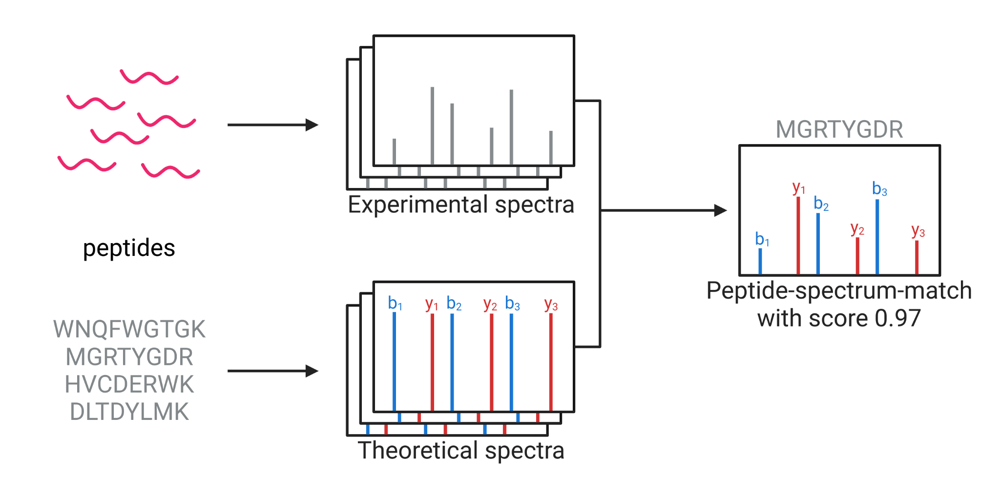 peptides
WNQFWGTGK
MGRTYGDR
HVCDERWK
DLTDYLMK
Experimental spectra
b₁ y₁ b₂ y₂ b₃ y₃
Theoretical spectra
MGRTYGDR
b₁ y₁ b₂ y₂ b₃ y₃
Peptide-spectrum-match
with score 0.97